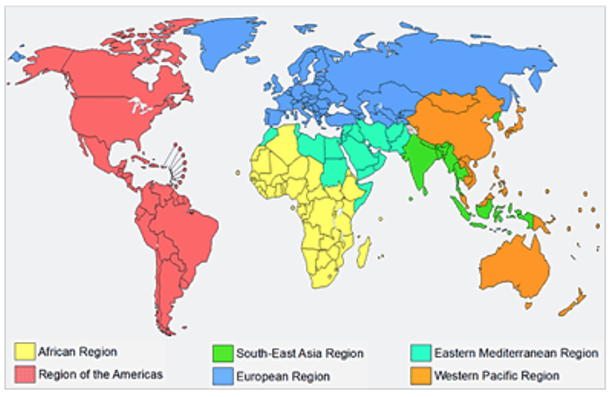 African Region
South-East Asia Region
Eastern Mediterranean Region
Region of the Americas
European Region
Western Pacific Region